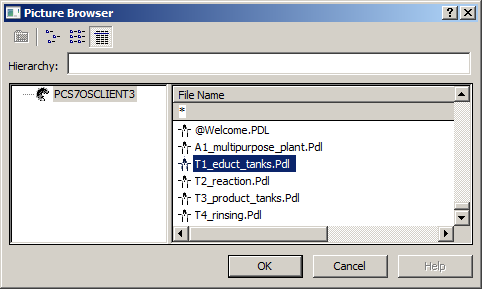 Picture Browser
Hierarchy:
PCS7OSCLIENT3
File Name
*
@Welcome.PDL
A1_multipurpose_plant.Pdl
T1_educt_tanks.Pdl
T2_reaction.Pdl
T3_product_tanks.Pdl
T4_rinsing.Pdl
OK
Cancel
Help